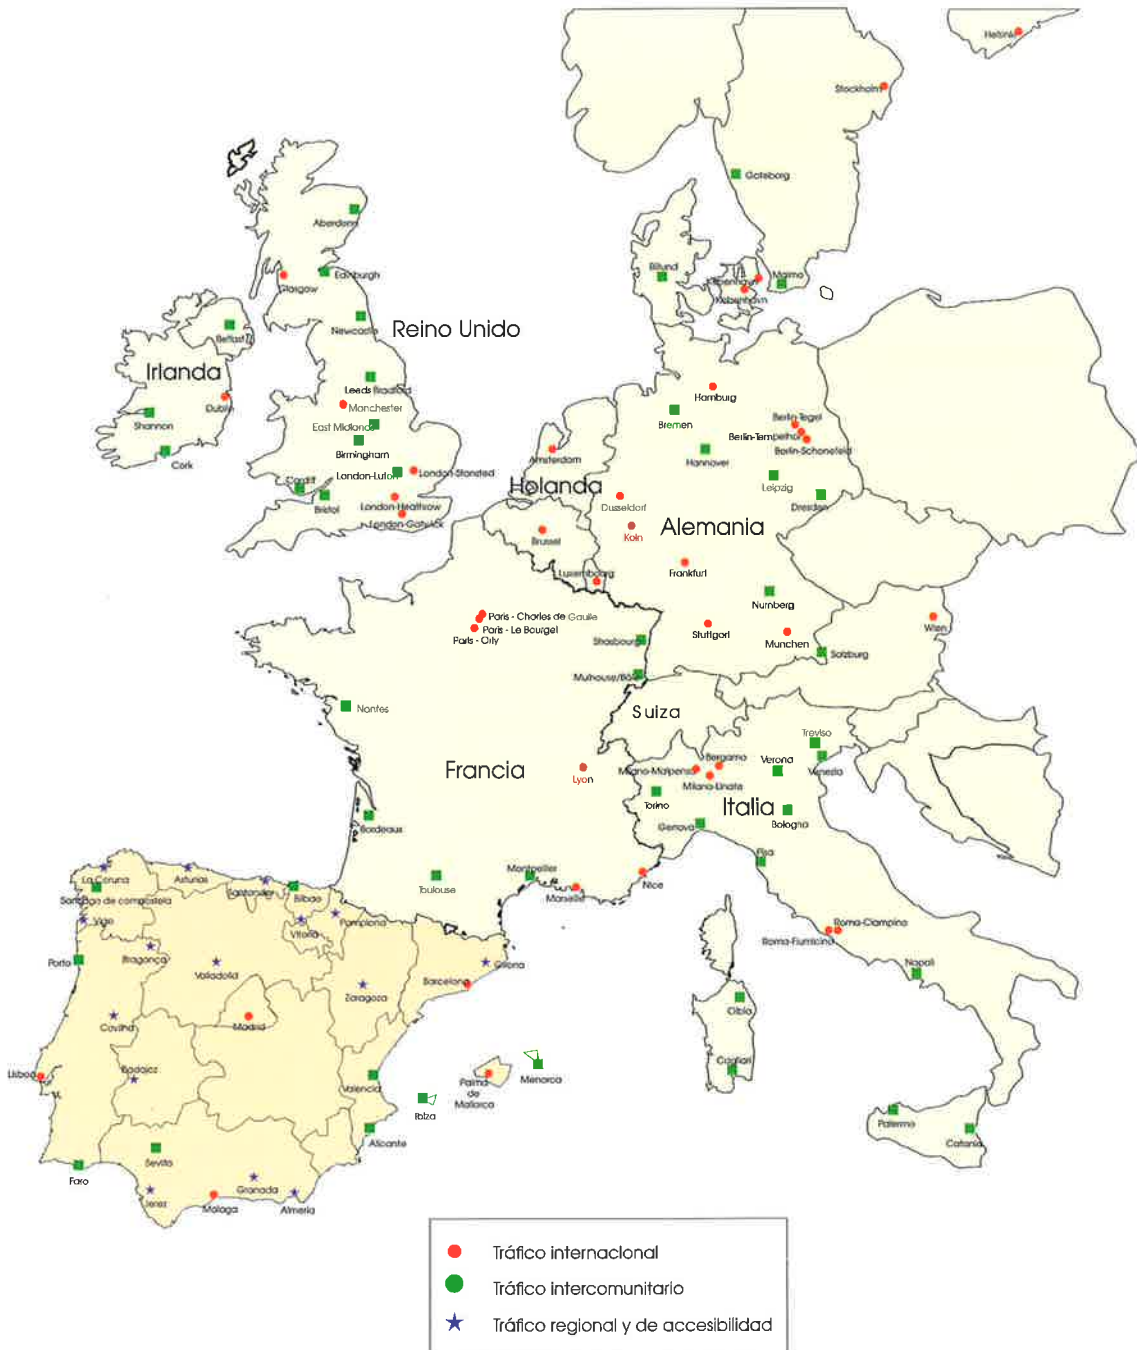 Helsinki
Stockholm
Goteborg
Aberdenn
Billund
Malmo
Kobenhavn
Kobenhavn
Edinburgh
Glasgow
Newcastle
Reino Unido
Belfast
Irlanda
Leeds Bradford
Hamburg
Dublin
Manchester
Shannon
East Midlands
Bremen
Berlin-Tegel
Berlin-Tempelhof
Berlin-Schonefeld
Birmingham
Cork
Amsterdam
Hannover
London-Luton
London-Stansted
Cardiff
Holanda
Leipzig
Bristol
London-Heathrow
Dusseldorf
Dresden
London-Gatwick
Alemania
Brussel
Koln
Luxembourg
Frankfurt
Nurnberg
Paris - Charles de Gaulle
Paris - Le Bourget
Paris - Orly
Stuttgart
Munchen
Wien
Strasbourg
Salzburg
Mulhouse/Bâle
Nantes
Suiza
Treviso
Venezia
Verona
Bergamo
Milano-Malpensa
Milano-Linate
Francia
Lyon
Torino
Italia
Bologna
Genova
Bordeaux
Pisa
La Coruna
Asturias
Santander
Bilbao
Toulouse
Montpellier
Marseille
Nice
Santiago de compostela
Vigo
Vitoria
Pamplona
Roma-Ciampino
Roma-Fiumicino
Bragança
Porto
Valladolid
Girona
Barcelona
Zaragoza
Napoli
Olbia
Covilha
Madrid
Lisboa
Badajoz
Valencia
Palma
de
Mallorca
Menorca
Cagliari
Ibiza
Alicante
Palermo
Catania
Sevilla
Faro
Jerez
Granada
Malaga
Almeria
Tráfico internacional
Tráfico intercomunitario
Tráfico regional y de accesibilidad